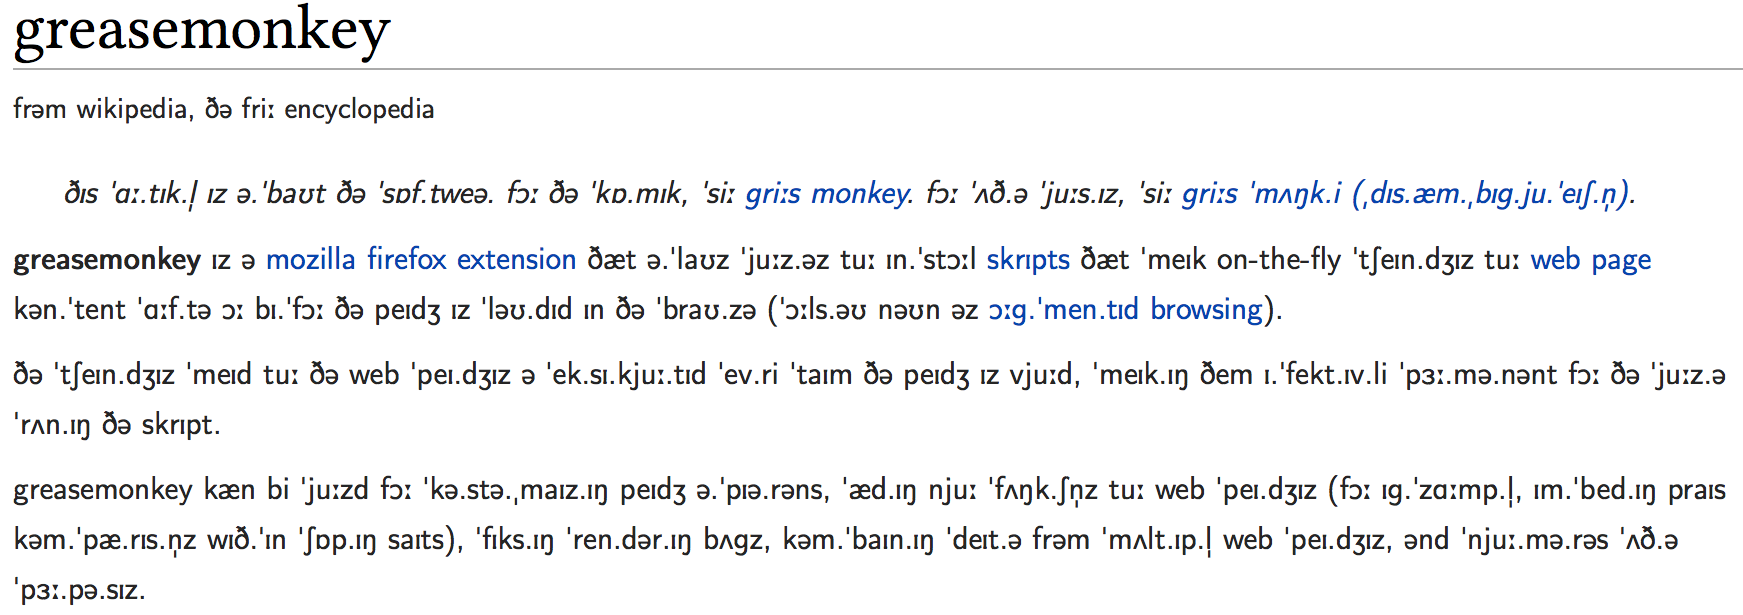 greasemonkey
frəm wikipedia, ðə friː encyclopedia
ðɪs ˈɑː.tɪk.l̩ ɪz ə.ˈbaʊt ðə ˈsɒf.tweə. fɔː ðə ˈkɒ.mɪk, ˈsiː griːs monkey. fɔː ˈʌð.ə ˈjuːs.ɪz, ˈsiː griːs ˈmʌŋk.i (ˌdɪs.æm.ˌbɪg.ju.ˈeɪʃ.n̩).
greasemonkey ɪz ə mozilla firefox extension ðæt ə.ˈlaʊz ˈjuːz.əz tuː ɪn.ˈstɔːl skrɪpts ðæt ˈmeɪk on-the-fly ˈtʃeɪn.dʒɪz tuː web page
kən.ˈtent ˈɑːf.tə ɔː bɪ.ˈfɔː ðə peɪdʒ ɪz ˈləʊ.dɪd ɪn ðə ˈbraʊ.zə (ˈɔːls.əʊ nəʊn əz ɔːg.ˈmen.tɪd browsing).
ðə ˈtʃeɪn.dʒɪz ˈmeɪd tuː ðə web ˈpeɪ.dʒɪz ə ˈek.sɪ.kjuː.tɪd ˈev.ri ˈtaɪm ðə peɪdʒ ɪz vjuːd, ˈmeɪk.ɪŋ ðem ɪ.ˈfekt.ɪv.li ˈpɜː.mə.nənt fɔː ðə ˈjuːz.ə
ˈrʌn.ɪŋ ðə skrɪpt.
greasemonkey kæn bi ˈjuːzd fɔː ˈkə.stə.ˌmaɪz.ɪŋ peɪdʒ ə.ˈpɪə.rəns, ˈæd.ɪŋ njuː ˈfʌŋk.ʃn̩z tuː web ˈpeɪ.dʒɪz (fɔː ɪg.ˈzɑːmp.l̩, ɪm.ˈbed.ɪŋ praɪs
kəm.ˈpæ.rɪs.n̩z wɪð.ˈɪn ˈʃɒp.ɪŋ saɪts), ˈfɪks.ɪŋ ˈren.dər.ɪŋ bʌgz, kəm.ˈbaɪn.ɪŋ ˈdeɪt.ə frəm ˈmʌlt.ɪp.l̩ web ˈpeɪ.dʒɪz, ənd ˈnjuː.mə.rəs ˈʌð.ə
ˈpɜː.pə.sɪz.